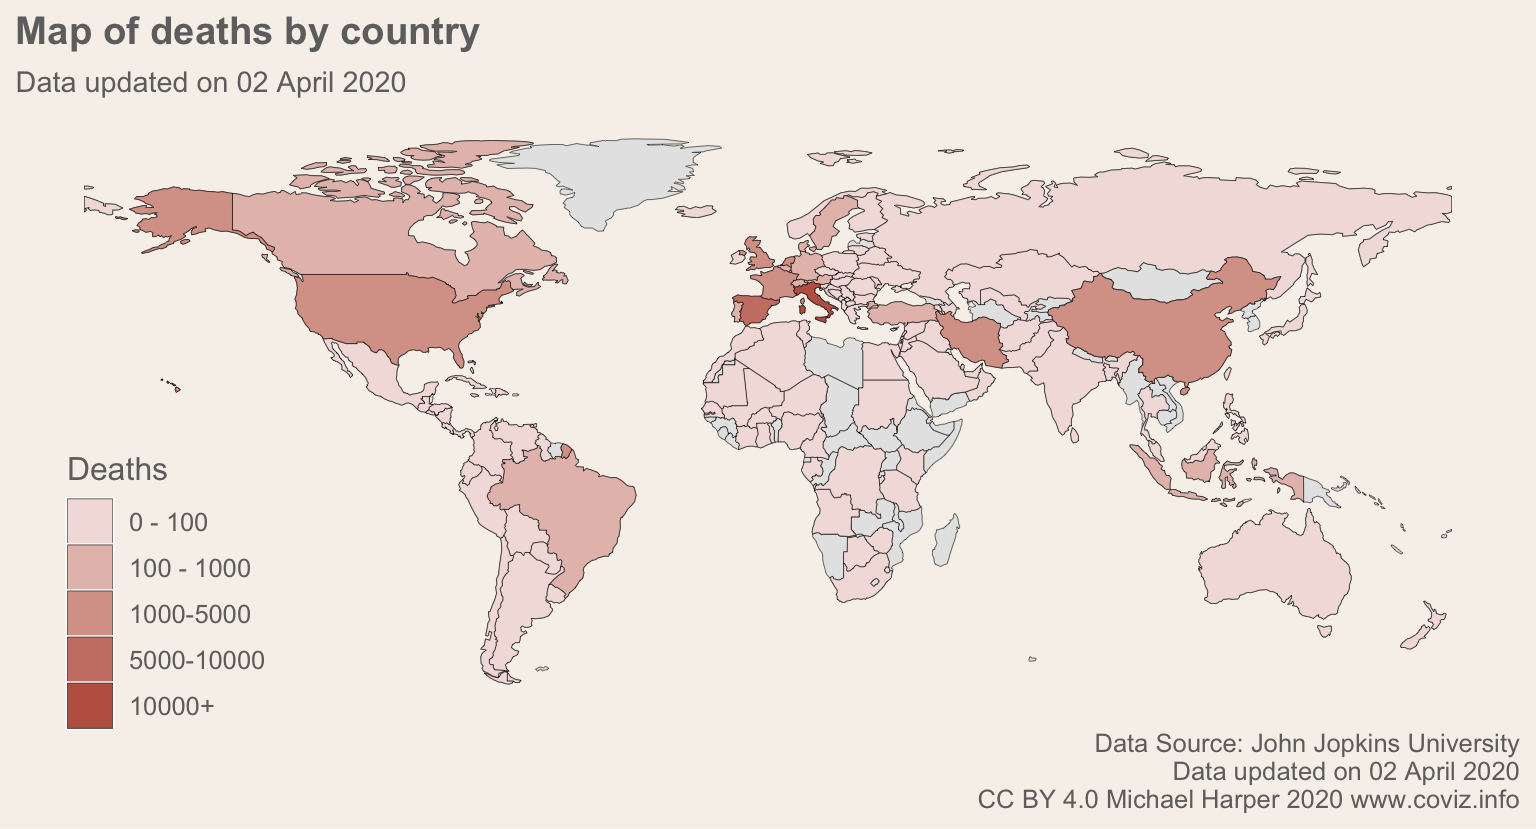 Map of deaths by country
Data updated on 02 April 2020
Deaths
0 - 100
100 - 1000
1000-5000
5000-10000
10000+
Data Source: John Jopkins University
Data updated on 02 April 2020
CC BY 4.0 Michael Harper 2020 www.coviz.info